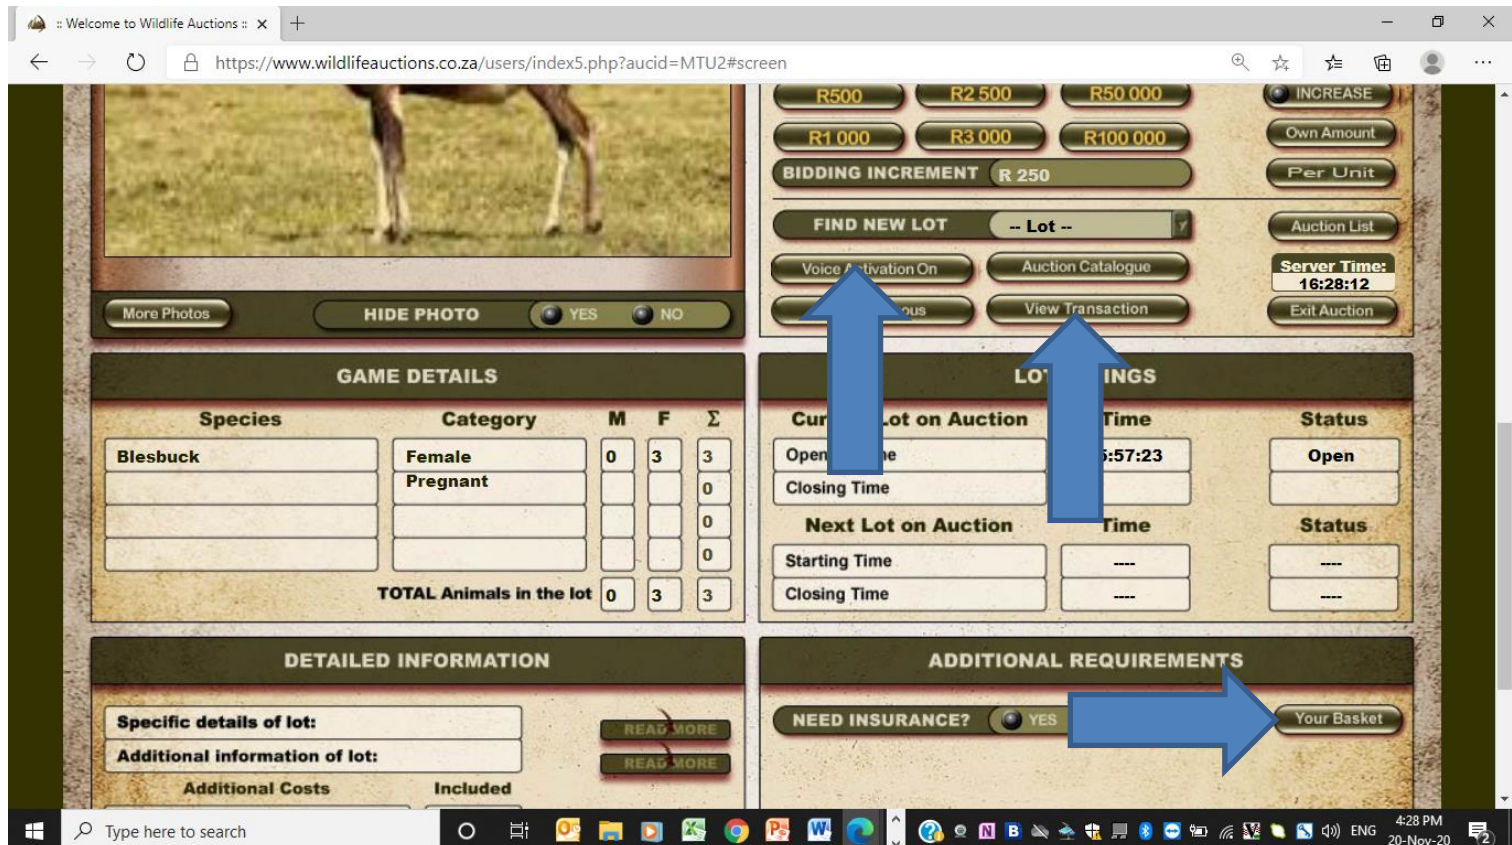 :: Welcome to Wildlife Auctions ::
https://www.wildlifeauctions.co.za/users/index5.php?aucid=MTU2#screen
R500 R2 500 R50 000 INCREASE
R1 000 R3 000 R100 000 Own Amount
BIDDING INCREMENT R 250 Per Unit
FIND NEW LOT -- Lot -- Auction List
Voice Activation On Auction Catalogue Server Time:
16:28:12
More Photos HIDE PHOTO YES NO View Transaction Exit Auction
GAME DETAILS
Species Category M F Σ
Blesbuck Female 0 3 3
Pregnant 0
0
0
TOTAL Animals in the lot 0 3 3
Lot on Auction Time Status
:57:23 Open
Closing Time
Next Lot on Auction Time Status
Starting Time ---- ----
Closing Time ---- ----
DETAILED INFORMATION
Specific details of lot: READ MORE
Additional information of lot: READ MORE
Additional Costs Included
ADDITIONAL REQUIREMENTS
NEED INSURANCE? YES Your Basket
Type here to search
ENG
4:28 PM
20-Nov-20
2